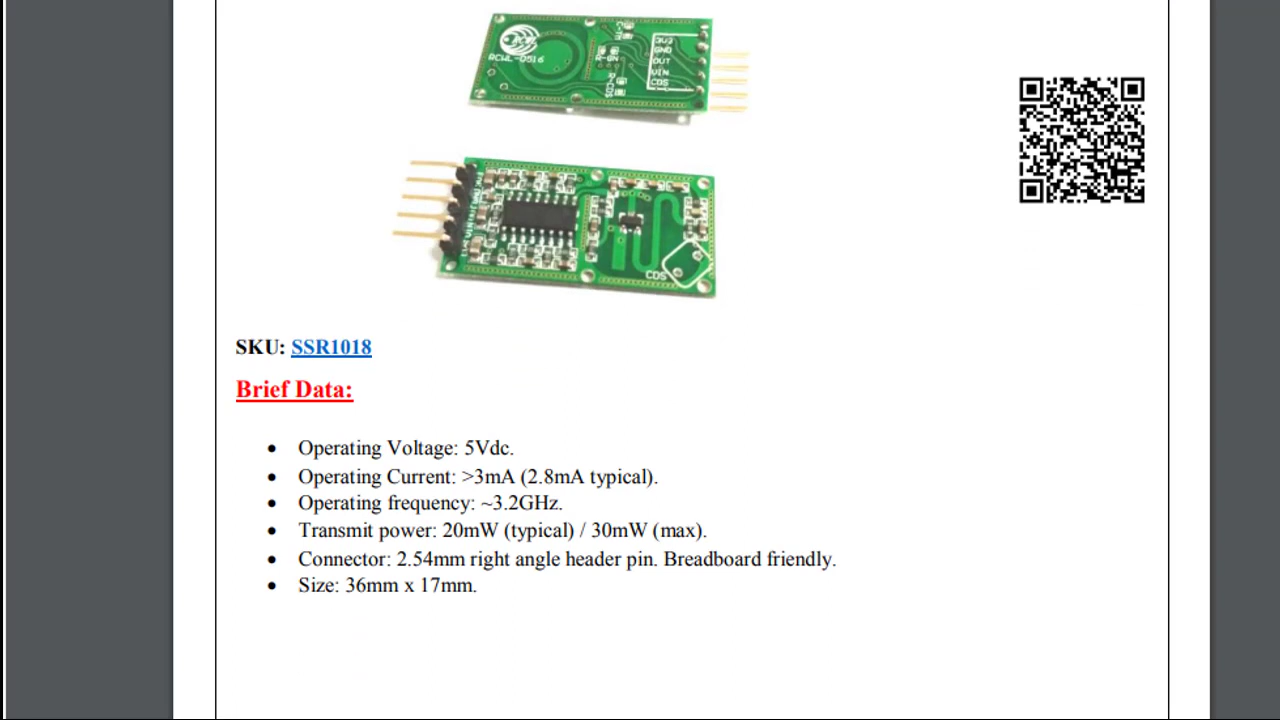 RCWL-0516
3V3
GND
OUT
VIN
CDS
CDS
SKU: SSR1018
Brief Data:
• Operating Voltage: 5Vdc.
• Operating Current: >3mA (2.8mA typical).
• Operating frequency: ~3.2GHz.
• Transmit power: 20mW (typical) / 30mW (max).
• Connector: 2.54mm right angle header pin. Breadboard friendly.
• Size: 36mm x 17mm.